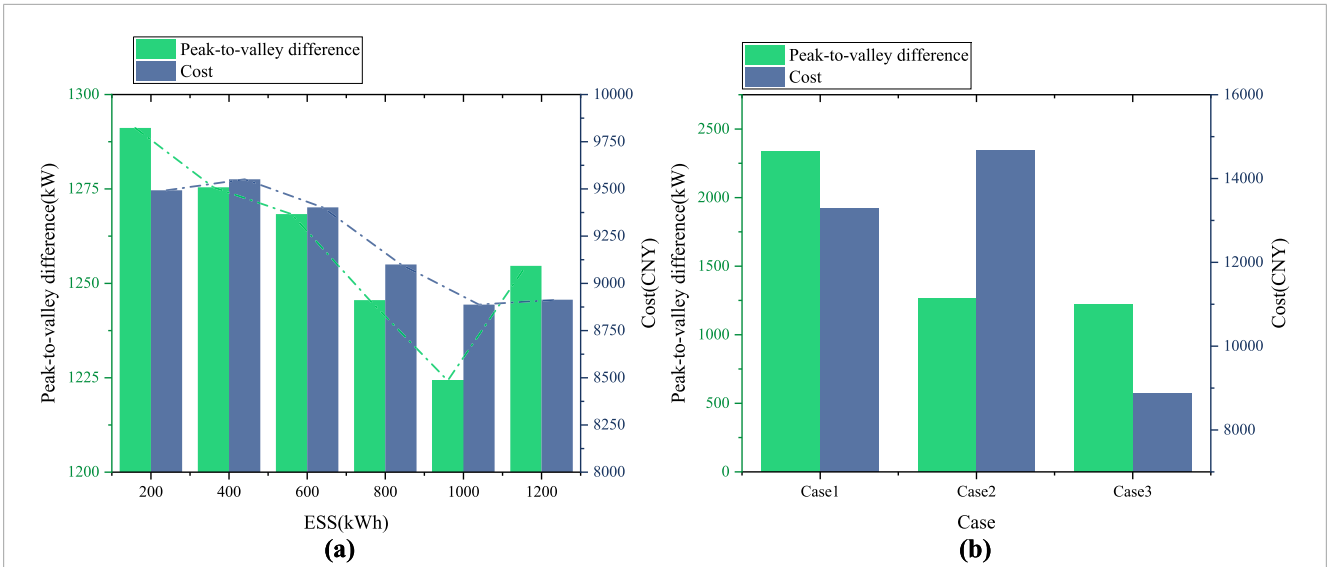 Peak-to-valley difference
Cost
1300
1275
1250
1225
1200
Peak-to-valley difference(kW)
10000
9750
9500
9250
9000
8750
8500
8250
8000
Cost(CNY)
200 400 600 800 1000 1200
ESS(kWh)
(a)
Peak-to-valley difference
Cost
2500
2000
1500
1000
500
0
Peak-to-valley difference(kW)
16000
14000
12000
10000
8000
Cost(CNY)
Case1 Case2 Case3
Case
(b)